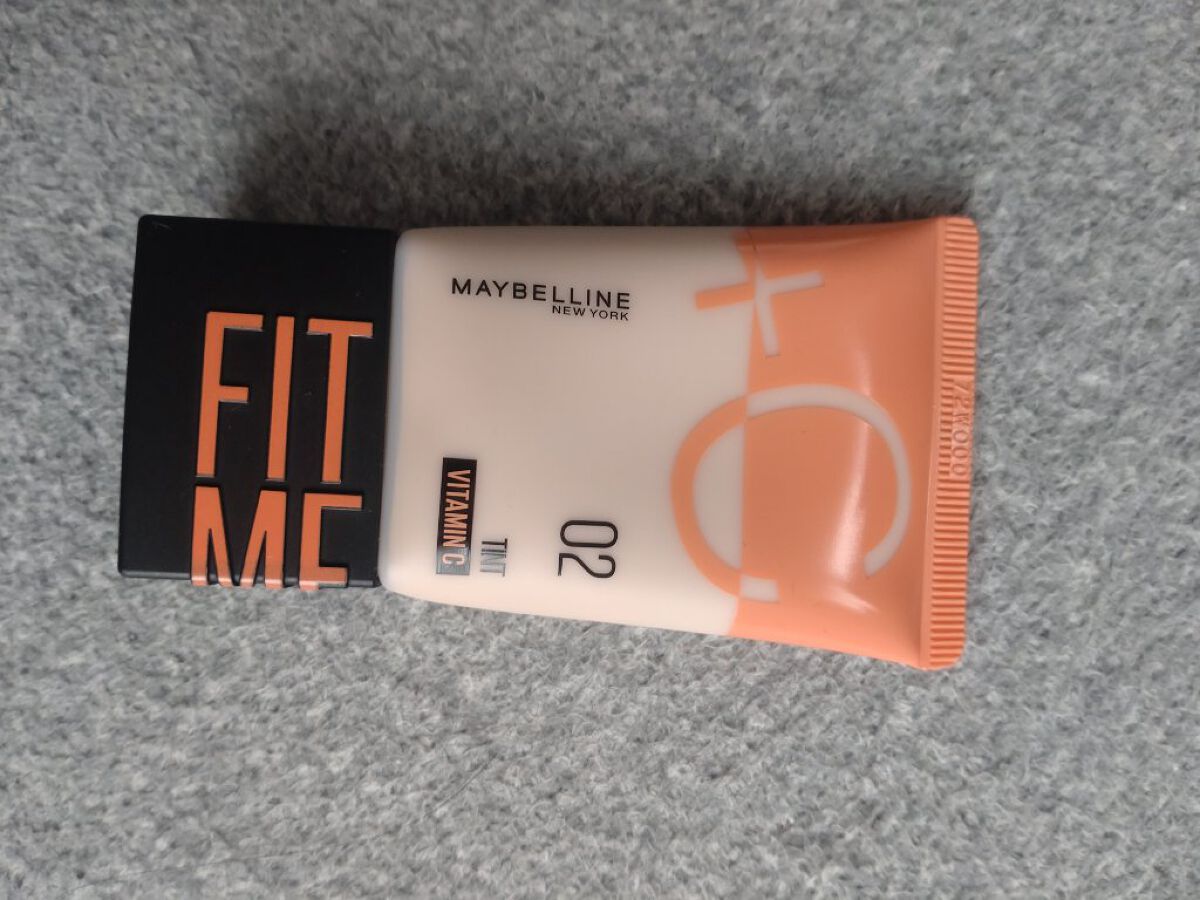 FIT
ME
MAYBELLINE
NEW YORK
+C
02
TINT
VITAMIN C